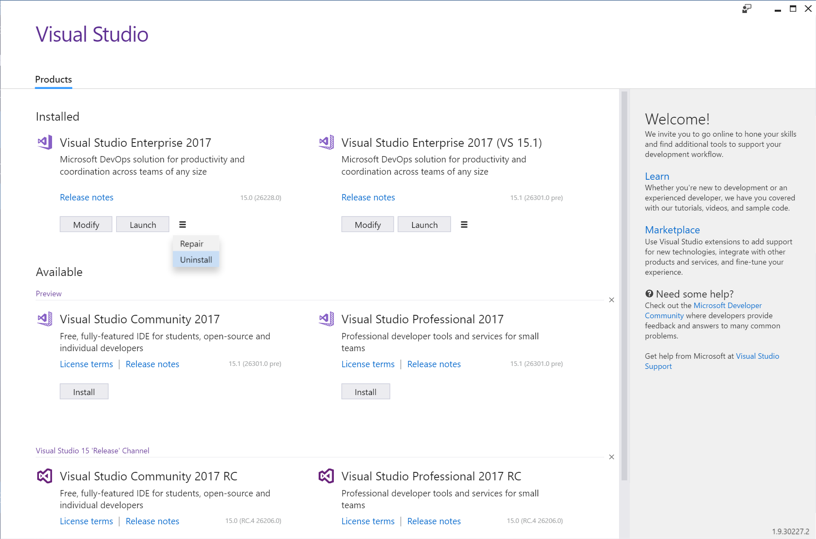 Visual Studio
Products
Installed
Visual Studio Enterprise 2017
Microsoft DevOps solution for productivity and
coordination across teams of any size
Release notes
15.0 (26228.0)
Modify
Launch
Repair
Uninstall
Visual Studio Enterprise 2017 (VS 15.1)
Microsoft DevOps solution for productivity and
coordination across teams of any size
Release notes
15.1 (26301.0 pre)
Modify
Launch
Available
Preview
Visual Studio Community 2017
Free, fully-featured IDE for students, open-source and
individual developers
License terms | Release notes
15.1 (26301.0 pre)
Install
Visual Studio Professional 2017
Professional developer tools and services for small
teams
License terms | Release notes
15.1 (26301.0 pre)
Install
Visual Studio 15 'Release' Channel
Visual Studio Community 2017 RC
Free, fully-featured IDE for students, open-source and
individual developers
License terms | Release notes
15.0 (RC.4 26206.0)
Visual Studio Professional 2017 RC
Professional developer tools and services for small
teams
License terms | Release notes
15.0 (RC.4 26206.0)
Welcome!
We invite you to go online to hone your skills
and find additional tools to support your
development workflow.
Learn
Whether you're new to development or an
experienced developer, we have you covered
with our tutorials, videos, and sample code.
Marketplace
Use Visual Studio extensions to add support
for new technologies, integrate with other
products and services, and fine-tune your
experience.
Need some help?
Check out the Microsoft Developer
Community where developers provide
feedback and answers to many common
problems.
Get help from Microsoft at Visual Studio
Support
1.9.30227.2